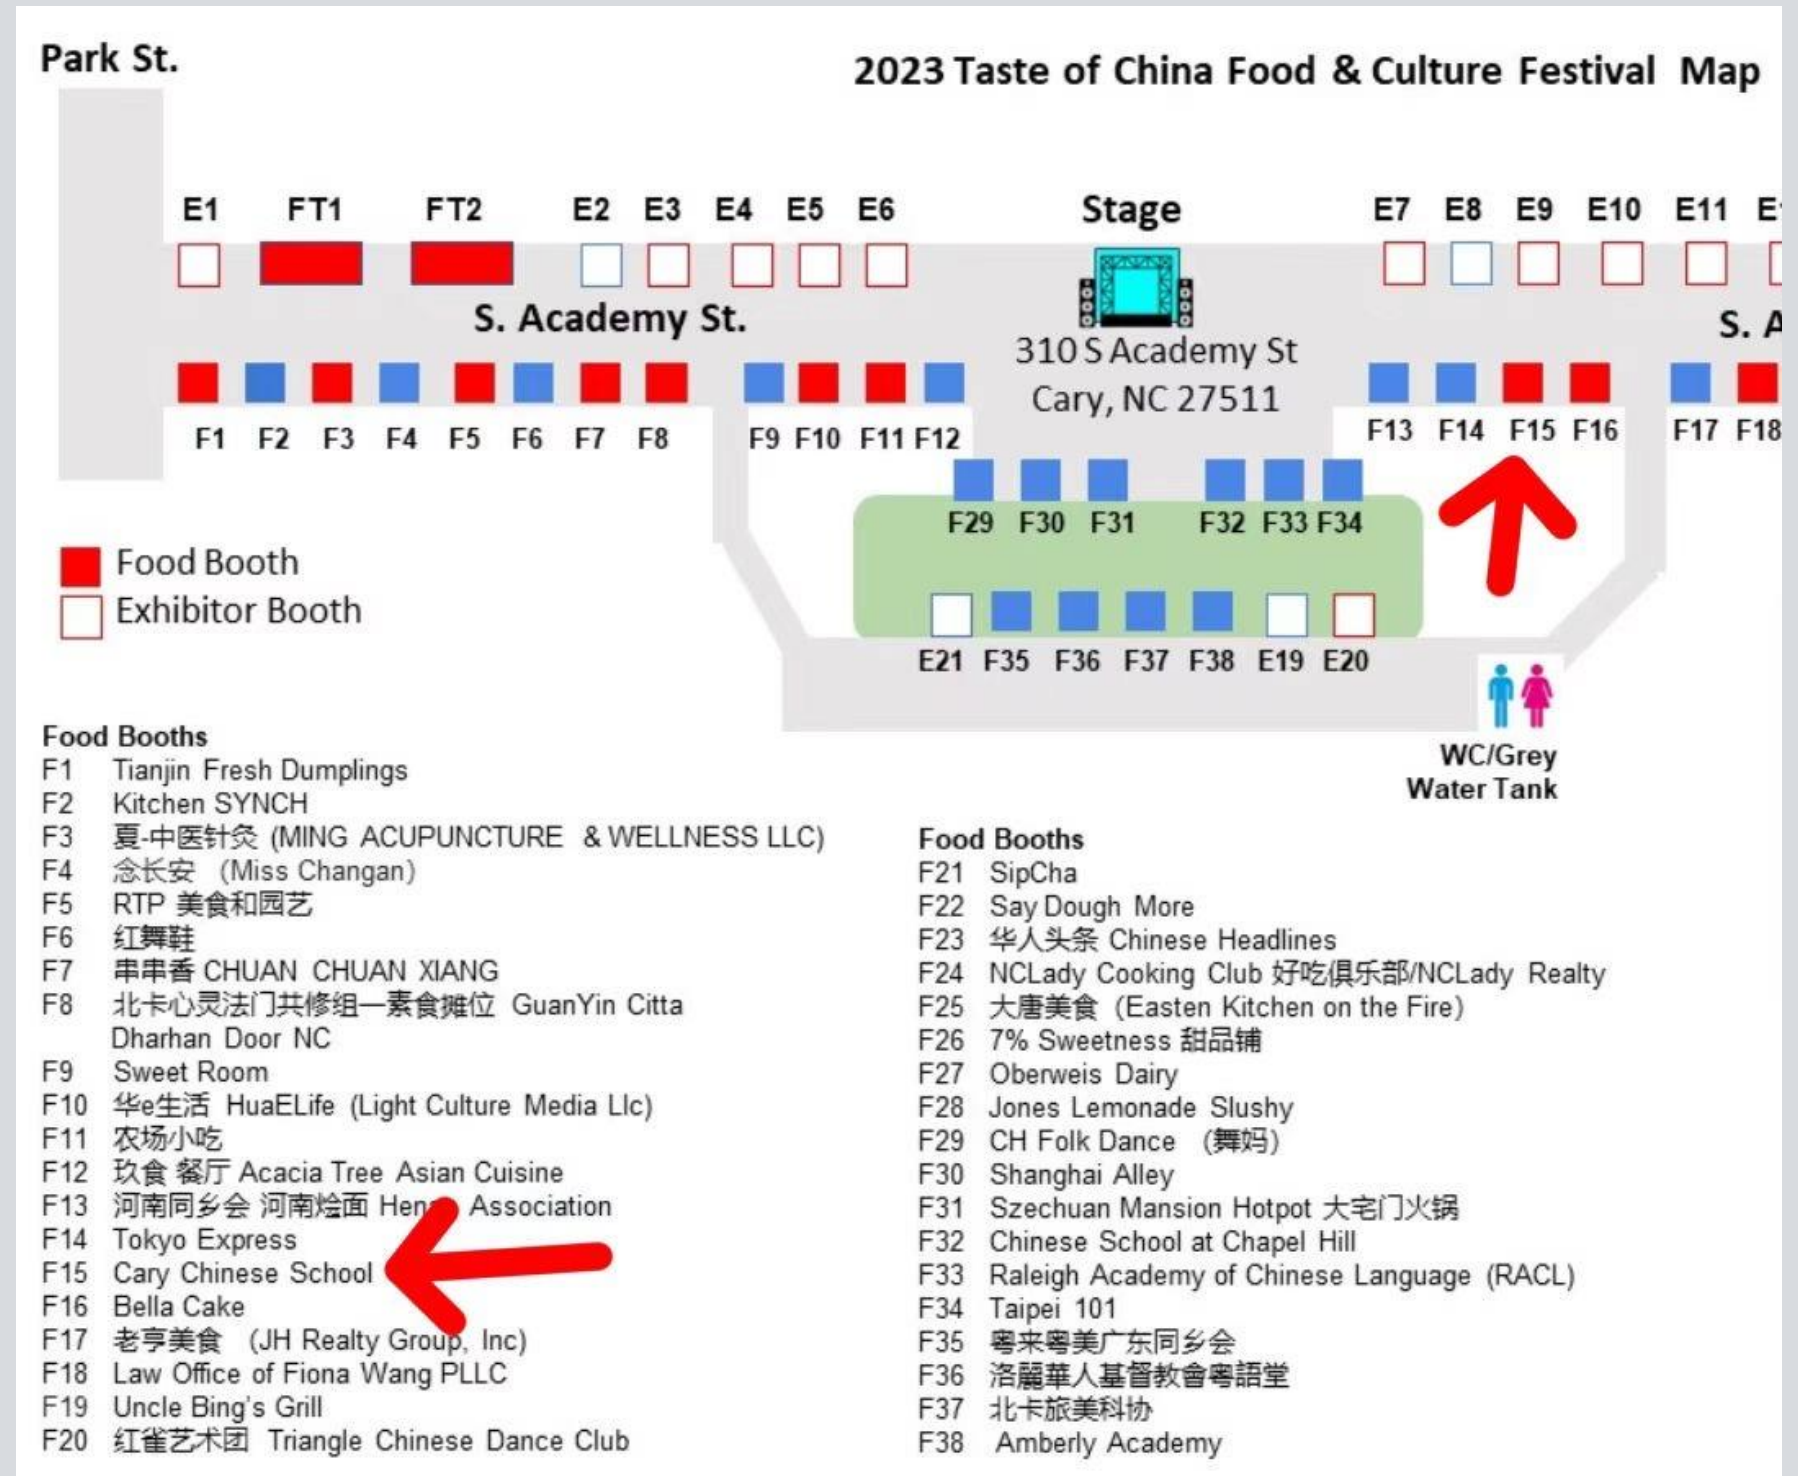 Park St.
2023 Taste of China Food & Culture Festival Map
E1 FT1 FT2 E2 E3 E4 E5 E6 Stage E7 E8 E9 E10 E11
S. Academy St.
S. A
310 S Academy St
Cary, NC 27511
F1 F2 F3 F4 F5 F6 F7 F8 F9 F10 F11 F12 F13 F14 F15 F16 F17 F18
F29 F30 F31 F32 F33 F34
Food Booth
Exhibitor Booth
E21 F35 F36 F37 F38 E19 E20
WC/Grey
Water Tank
Food Booths
F1 Tianjin Fresh Dumplings
F2 Kitchen SYNCH
F3 夏-中医针灸 (MING ACUPUNCTURE & WELLNESS LLC)
F4 念长安 （Miss Changan）
F5 RTP 美食和园艺
F6 红舞鞋
F7 串串香 CHUAN CHUAN XIANG
F8 北卡心灵法门共修组一素食摊位 GuanYin Citta
Dharhan Door NC
F9 Sweet Room
F10 华e生活 HuaELife (Light Culture Media Llc)
F11 农场小吃
F12 玖食 餐厅 Acacia Tree Asian Cuisine
F13 河南同乡会 河南烩面 Association
F14 Tokyo Express
F15 Cary Chinese School
F16 Bella Cake
F17 老亨美食 （JH Realty Group, Inc)
F18 Law Office of Fiona Wang PLLC
F19 Uncle Bing's Grill
F20 红雀艺术团 Triangle Chinese Dance Club
Food Booths
F21 SipCha
F22 Say Dough More
F23 华人头条 Chinese Headlines
F24 NCLady Cooking Club 好吃俱乐部/NCLady Realty
F25 大唐美食（Easten Kitchen on the Fire）
F26 7% Sweetness 甜品铺
F27 Oberweis Dairy
F28 Jones Lemonade Slushy
F29 CH Folk Dance （舞妈）
F30 Shanghai Alley
F31 Szechuan Mansion Hotpot 大宅门火锅
F32 Chinese School at Chapel Hill
F33 Raleigh Academy of Chinese Language (RACL)
F34 Taipei 101
F35 粤来粤美广东同乡会
F36 洛麗華人基督教會粵語堂
F37 北卡旅美科协
F38 Amberly Academy